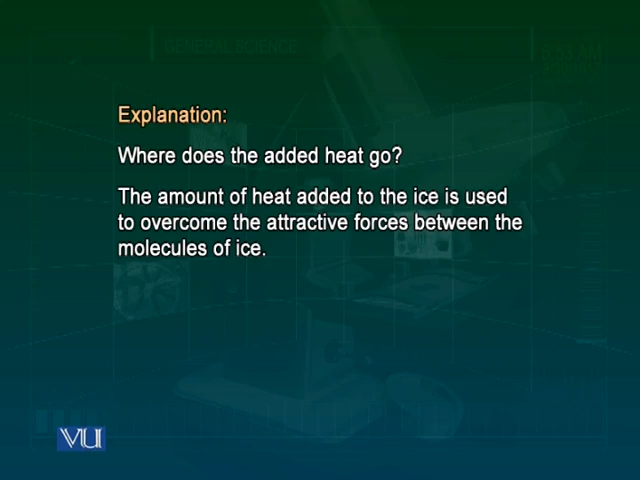 GENERAL SCIENCE
Explanation:
Where does the added heat go?
The amount of heat added to the ice is used
to overcome the attractive forces between the
molecules of ice.
VU